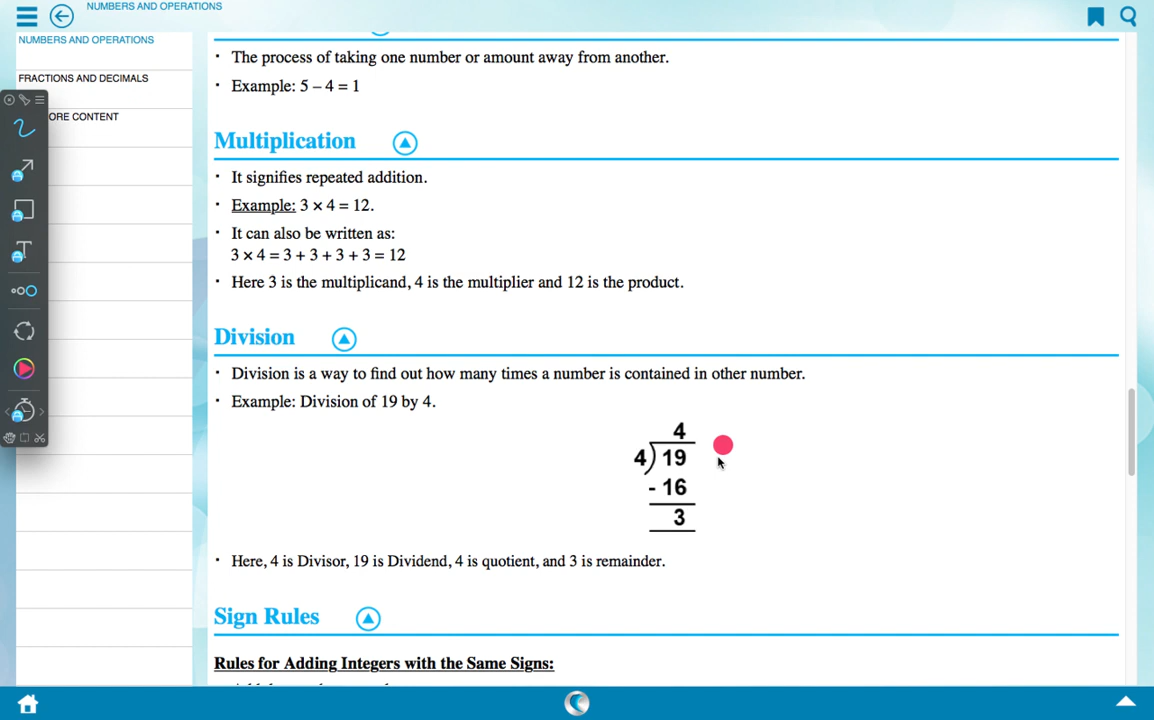 NUMBERS AND OPERATIONS
NUMBERS AND OPERATIONS
FRACTIONS AND DECIMALS
ORE CONTENT
· The process of taking one number or amount away from another.
· Example: 5 – 4 = 1
Multiplication
· It signifies repeated addition.
· Example: 3 × 4 = 12.
· It can also be written as:
3 × 4 = 3 + 3 + 3 + 3 = 12
· Here 3 is the multiplicand, 4 is the multiplier and 12 is the product.
Division
· Division is a way to find out how many times a number is contained in other number.
· Example: Division of 19 by 4.
4
4) 19
- 16
3
· Here, 4 is Divisor, 19 is Dividend, 4 is quotient, and 3 is remainder.
Sign Rules
Rules for Adding Integers with the Same Signs: